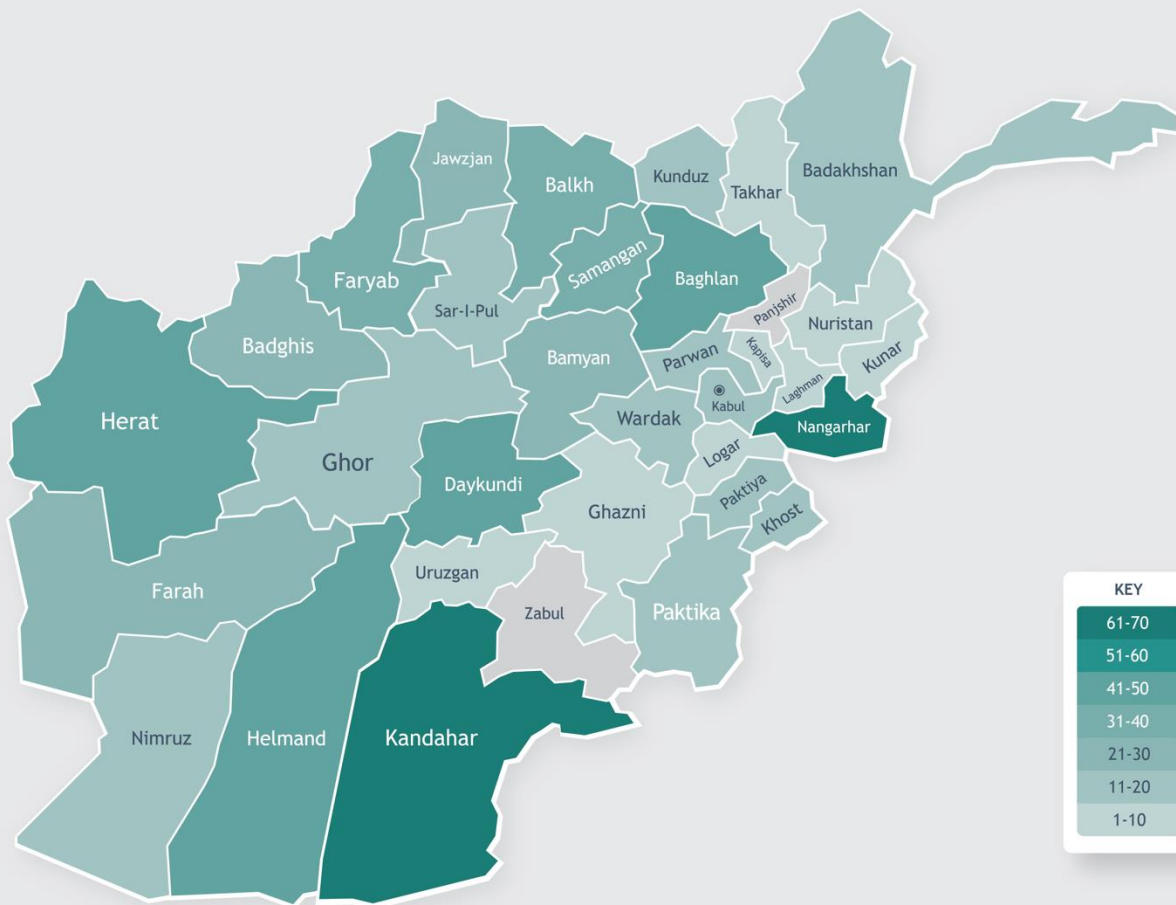 Jawzjan
Balkh
Kunduz
Takhar
Badakhshan
Faryab
Samangan
Baghlan
Sar-I-Pul
Panjshir
Nuristan
Badghis
Bamyan
Parwan
Kapisa
Kunar
Laghman
Kabul
Herat
Wardak
Nangarhar
Ghor
Logar
Daykundi
Paktiya
Ghazni
Khost
Uruzgan
Farah
Zabul
Paktika
Nimruz
Helmand
Kandahar
KEY
61-70
51-60
41-50
31-40
21-30
11-20
1-10